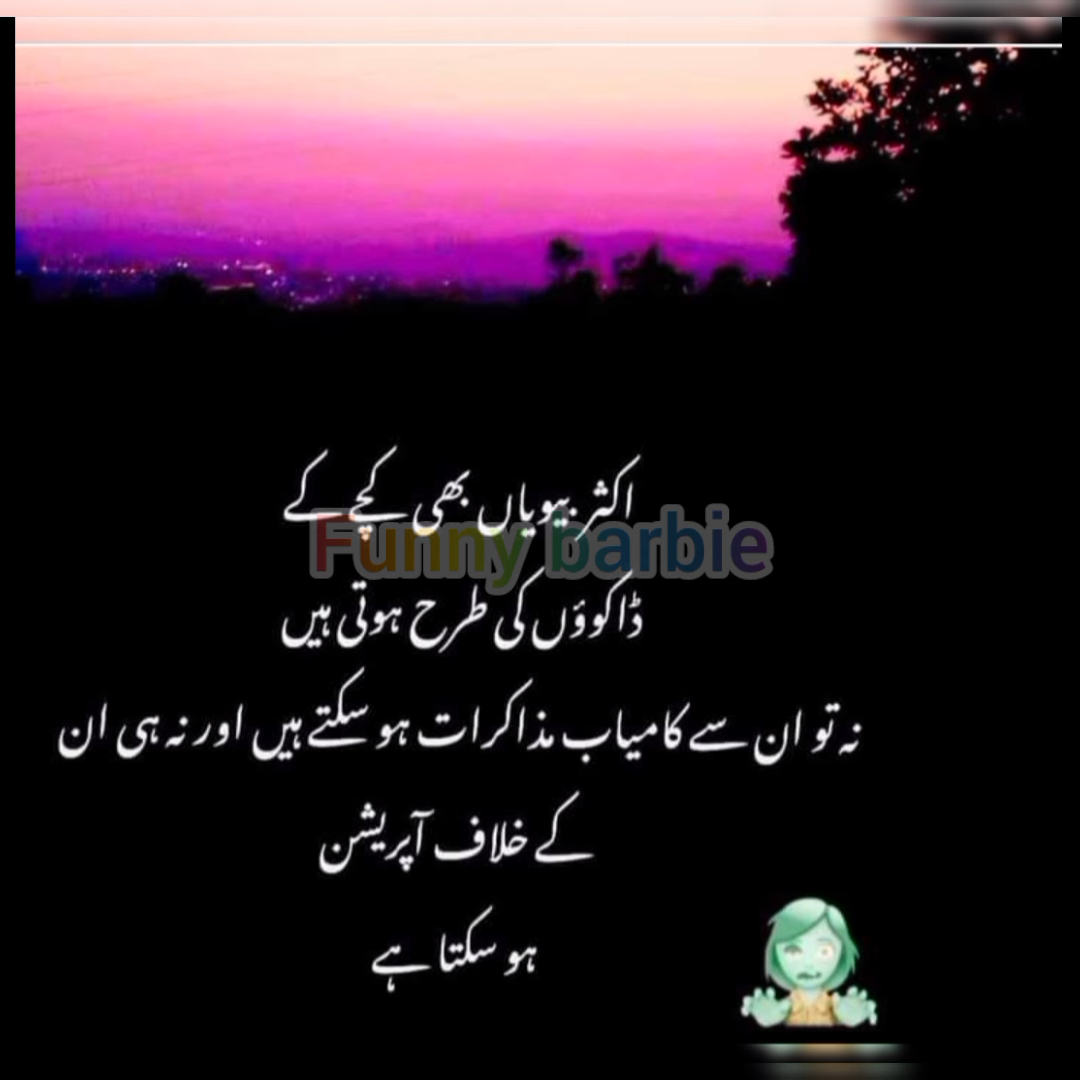 اکثر بیویاں بھی کچے کے
Funny barbie
ڈاکوؤں کی طرح ہوتی ہیں
نہ تو ان سے کامیاب مذاکرات ہو سکتے ہیں اور نہ ہی ان
کے خلاف آپریشن
ہو سکتا ہے